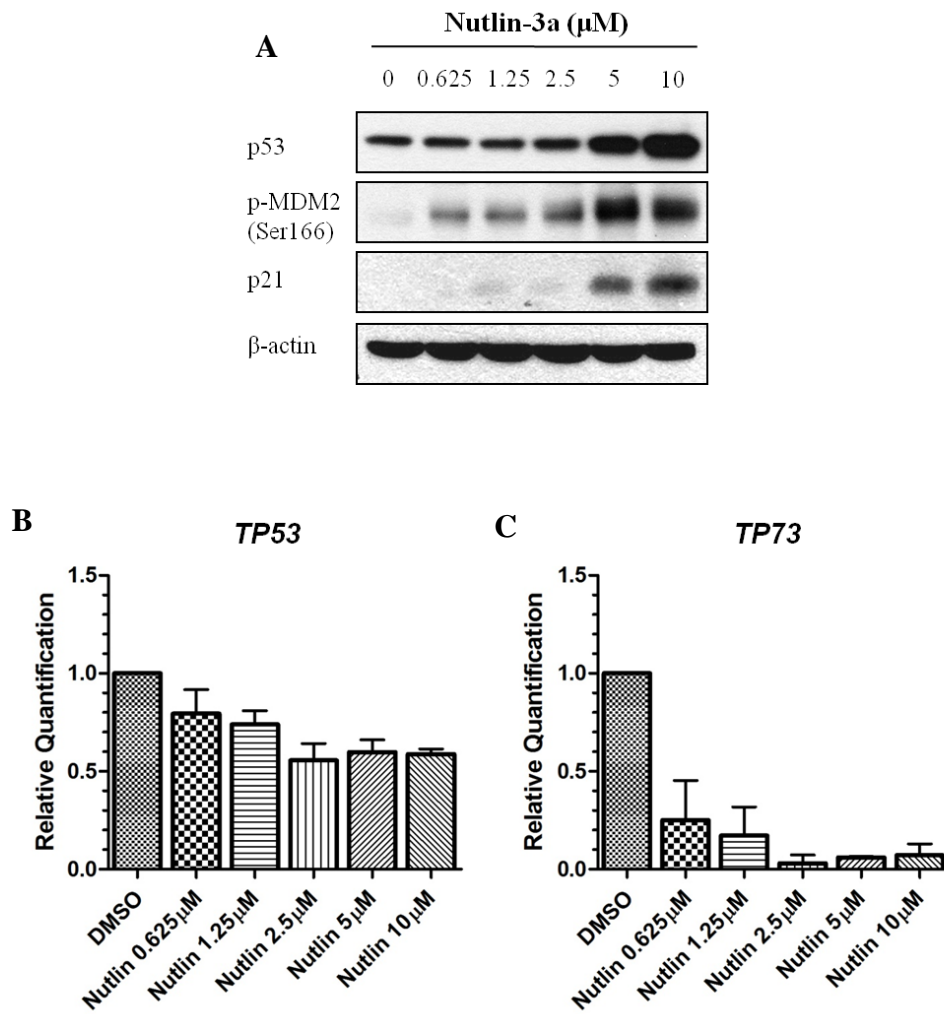 A
Nutlin-3a (μM)
0 0.625 1.25 2.5 5 10
p53
p-MDM2
(Ser166)
p21
β-actin
B
TP53
Relative Quantification
1.5
1.0
0.5
0.0
DMSO
Nutlin 0.625μM
Nutlin 1.25μM
Nutlin 2.5μM
Nutlin 5μM
Nutlin 10μM
C
TP73
Relative Quantification
1.5
1.0
0.5
0.0
DMSO
Nutlin 0.625μM
Nutlin 1.25μM
Nutlin 2.5μM
Nutlin 5μM
Nutlin 10μM